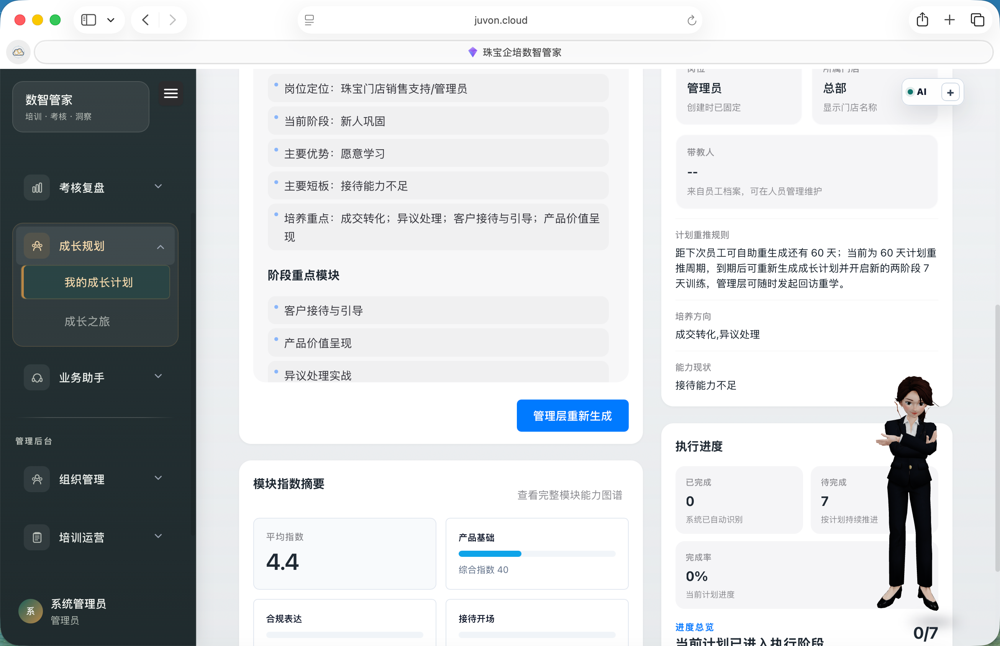 juvon.cloud
珠宝企培数智管家
数智管家
培训 · 考核 · 洞察
考核复盘
成长规划
我的成长计划
成长之旅
业务助手
管理后台
组织管理
培训运营
系
系统管理员
管理员
岗位定位：珠宝门店销售支持/管理员
当前阶段：新人巩固
主要优势：愿意学习
主要短板：接待能力不足
培养重点：成交转化；异议处理；客户接待与引导；产品价值呈
现
阶段重点模块
客户接待与引导
产品价值呈现
异议处理实战
管理层重新生成
模块指数摘要
查看完整模块能力图谱
平均指数
4.4
产品基础
综合指数 40
合规表达
接待开场
岗位
管理员
创建时已固定
所属门店
总部
显示门店名称
AI
带教人
--
来自员工档案，可在人员管理维护
计划重推规则
距下次员工可自助重生成还有 60 天；当前为 60 天计划重
推周期，到期后可重新生成成长计划并开启新的两阶段 7
天训练，管理层可随时发起回访重学。
培养方向
成交转化,异议处理
能力现状
接待能力不足
执行进度
已完成
0
系统已自动识别
待完成
7
按计划持续推进
完成率
0%
当前计划进度
进度总览
0/7
当前计划已进入执行阶段